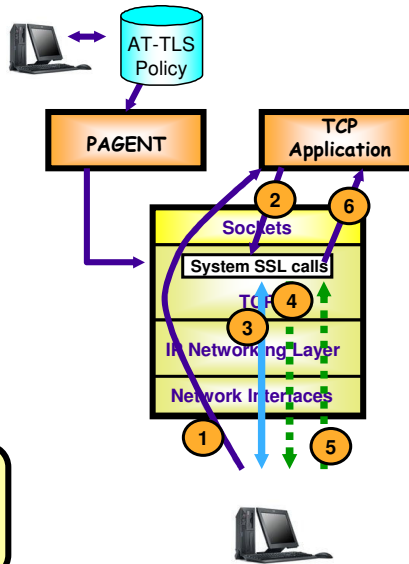 AT-TLS
Policy
PAGENT
TCP
Application
2
6
Sockets
System SSL calls
TCP
4
3
IP Networking Layer
Network Interfaces
1
5